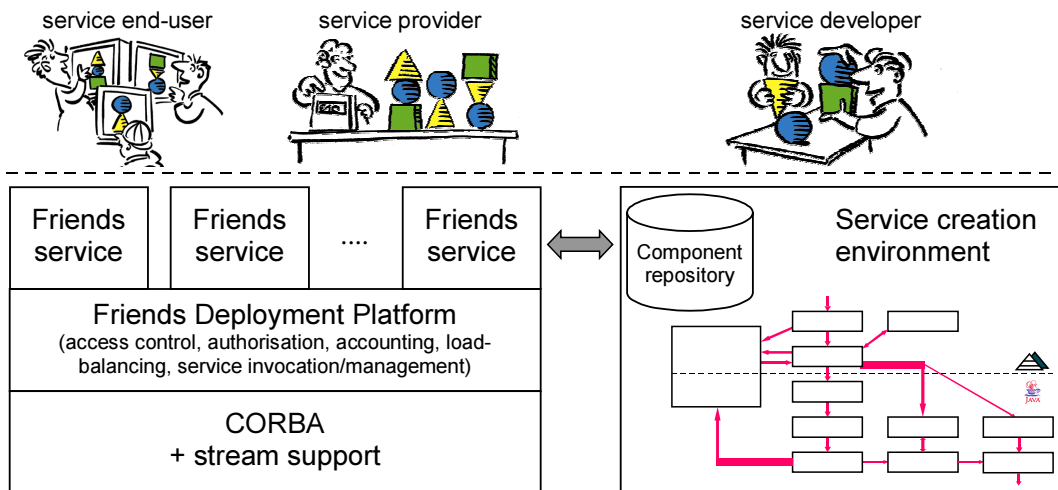 service end-user
service provider
service developer
Friends
service
Friends
service
....
Friends
service
Friends Deployment Platform
(access control, authorisation, accounting, load-
balancing, service invocation/management)
CORBA
+ stream support
Component
repository
Service creation
environment
JAVA